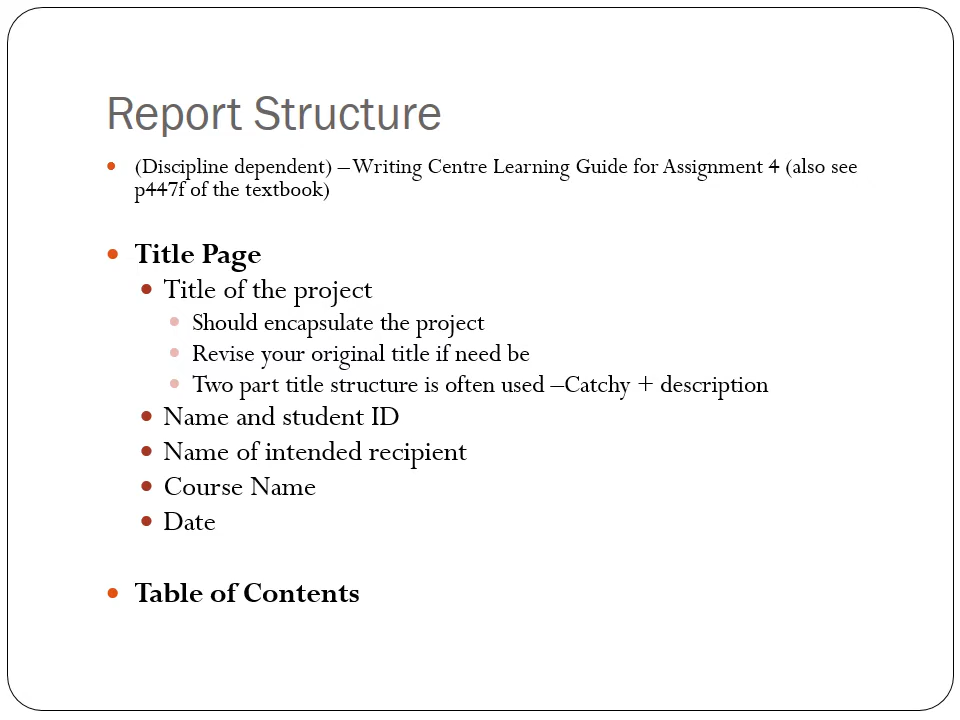 Report Structure
(Discipline dependent) –Writing Centre Learning Guide for Assignment 4 (also see
p447f of the textbook)
Title Page
Title of the project
Should encapsulate the project
Revise your original title if need be
Two part title structure is often used –Catchy + description
Name and student ID
Name of intended recipient
Course Name
Date
Table of Contents